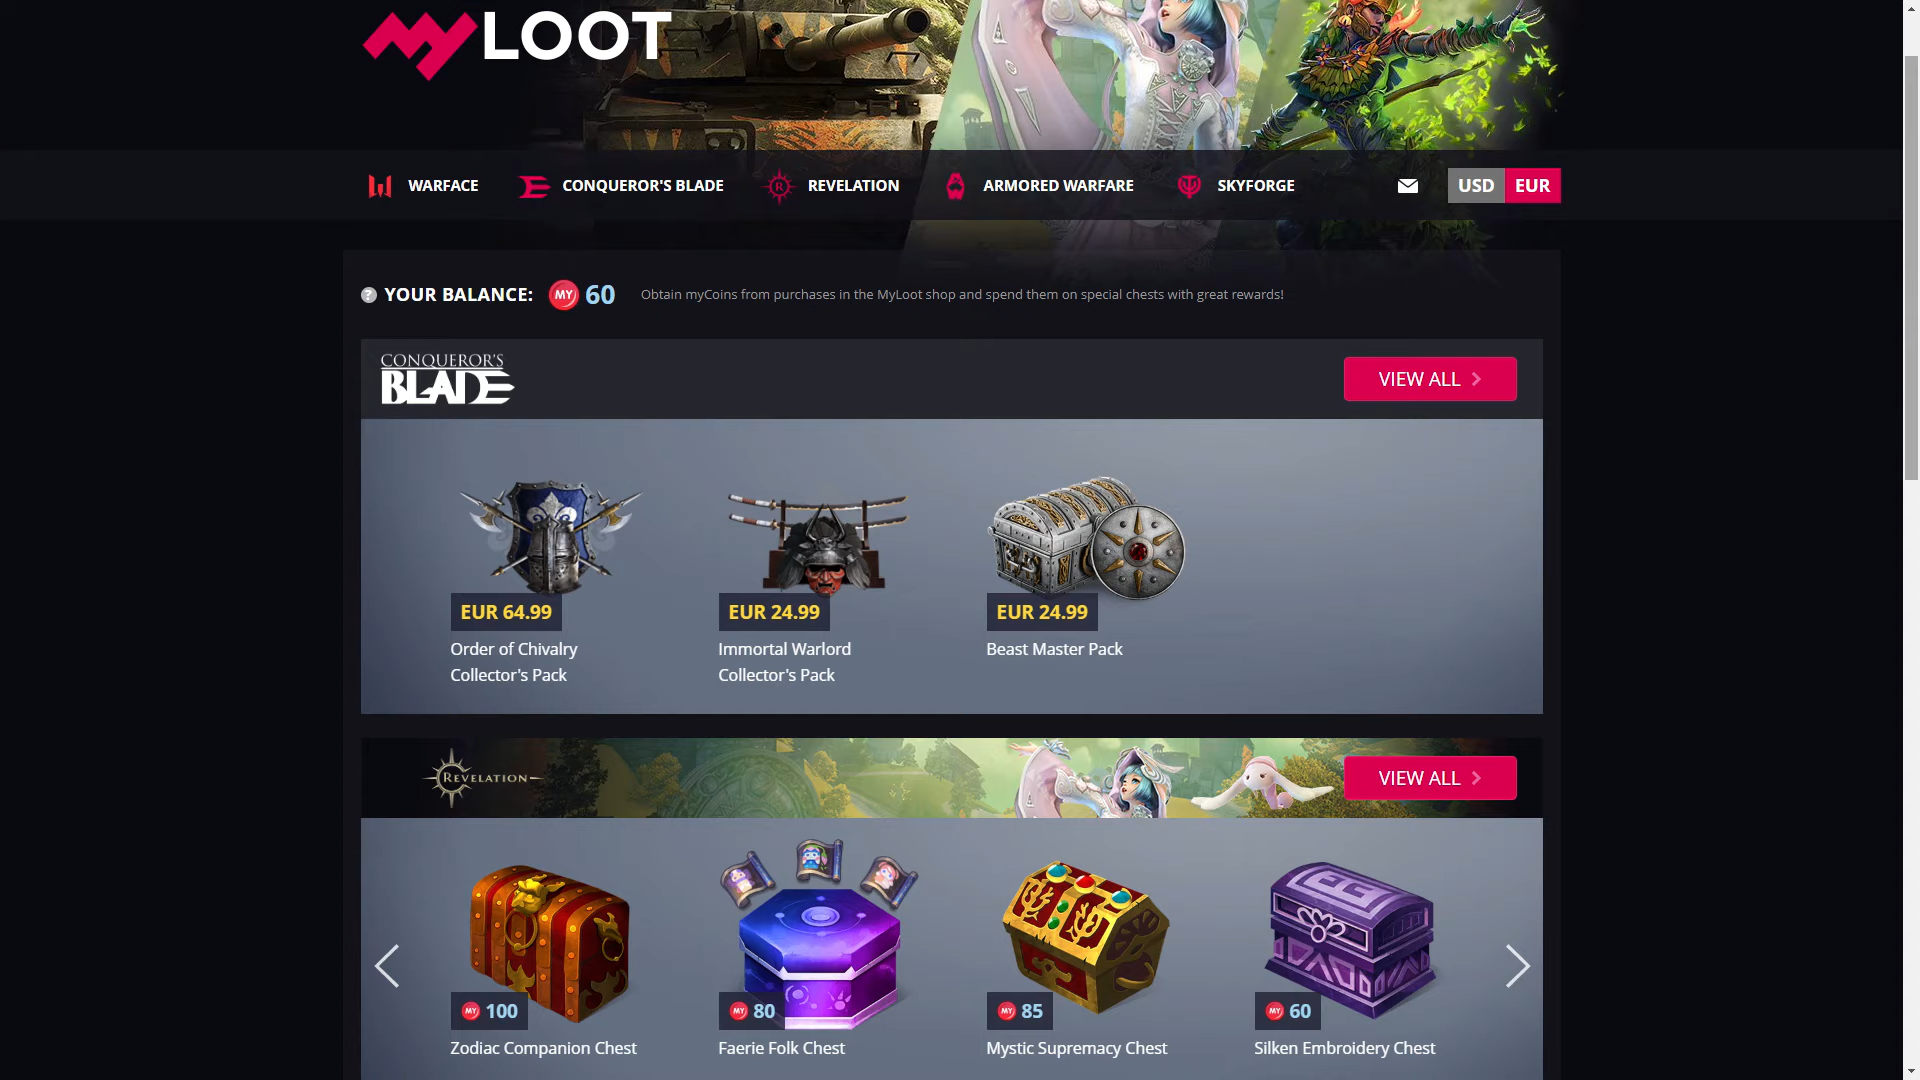 MY LOOT
WARFACE
CONQUEROR'S BLADE
REVELATION
ARMORED WARFARE
SKYFORGE
USD
EUR
? YOUR BALANCE: MY 60 Obtain myCoins from purchases in the MyLoot shop and spend them on special chests with great rewards!
CONQUEROR'S
BLADE
VIEW ALL
EUR 64.99
Order of Chivalry
Collector's Pack
EUR 24.99
Immortal Warlord
Collector's Pack
EUR 24.99
Beast Master Pack
REVELATION
VIEW ALL
MY 100
Zodiac Companion Chest
MY 80
Faerie Folk Chest
MY 85
Mystic Supremacy Chest
MY 60
Silken Embroidery Chest